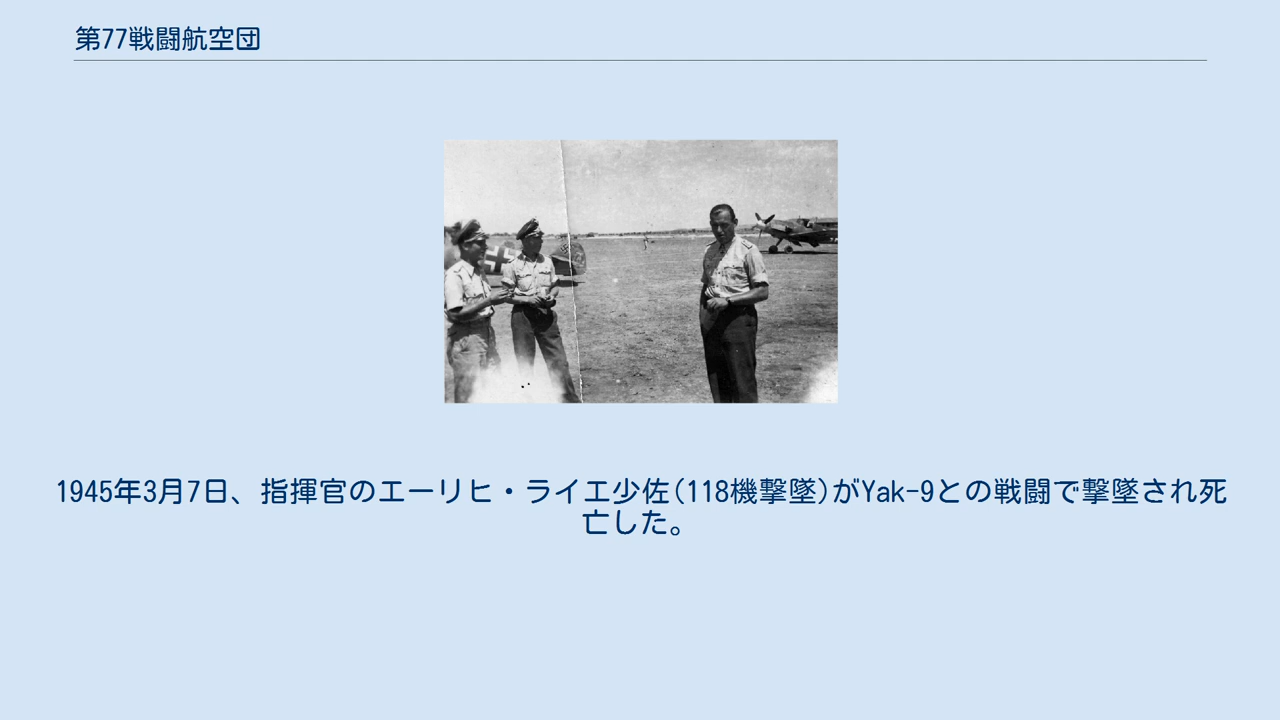 第77戦闘航空団
1945年3月7日、指揮官のエーリヒ・ライエ少佐(118機撃墜)がYak-9との戦闘で撃墜され死
亡した。